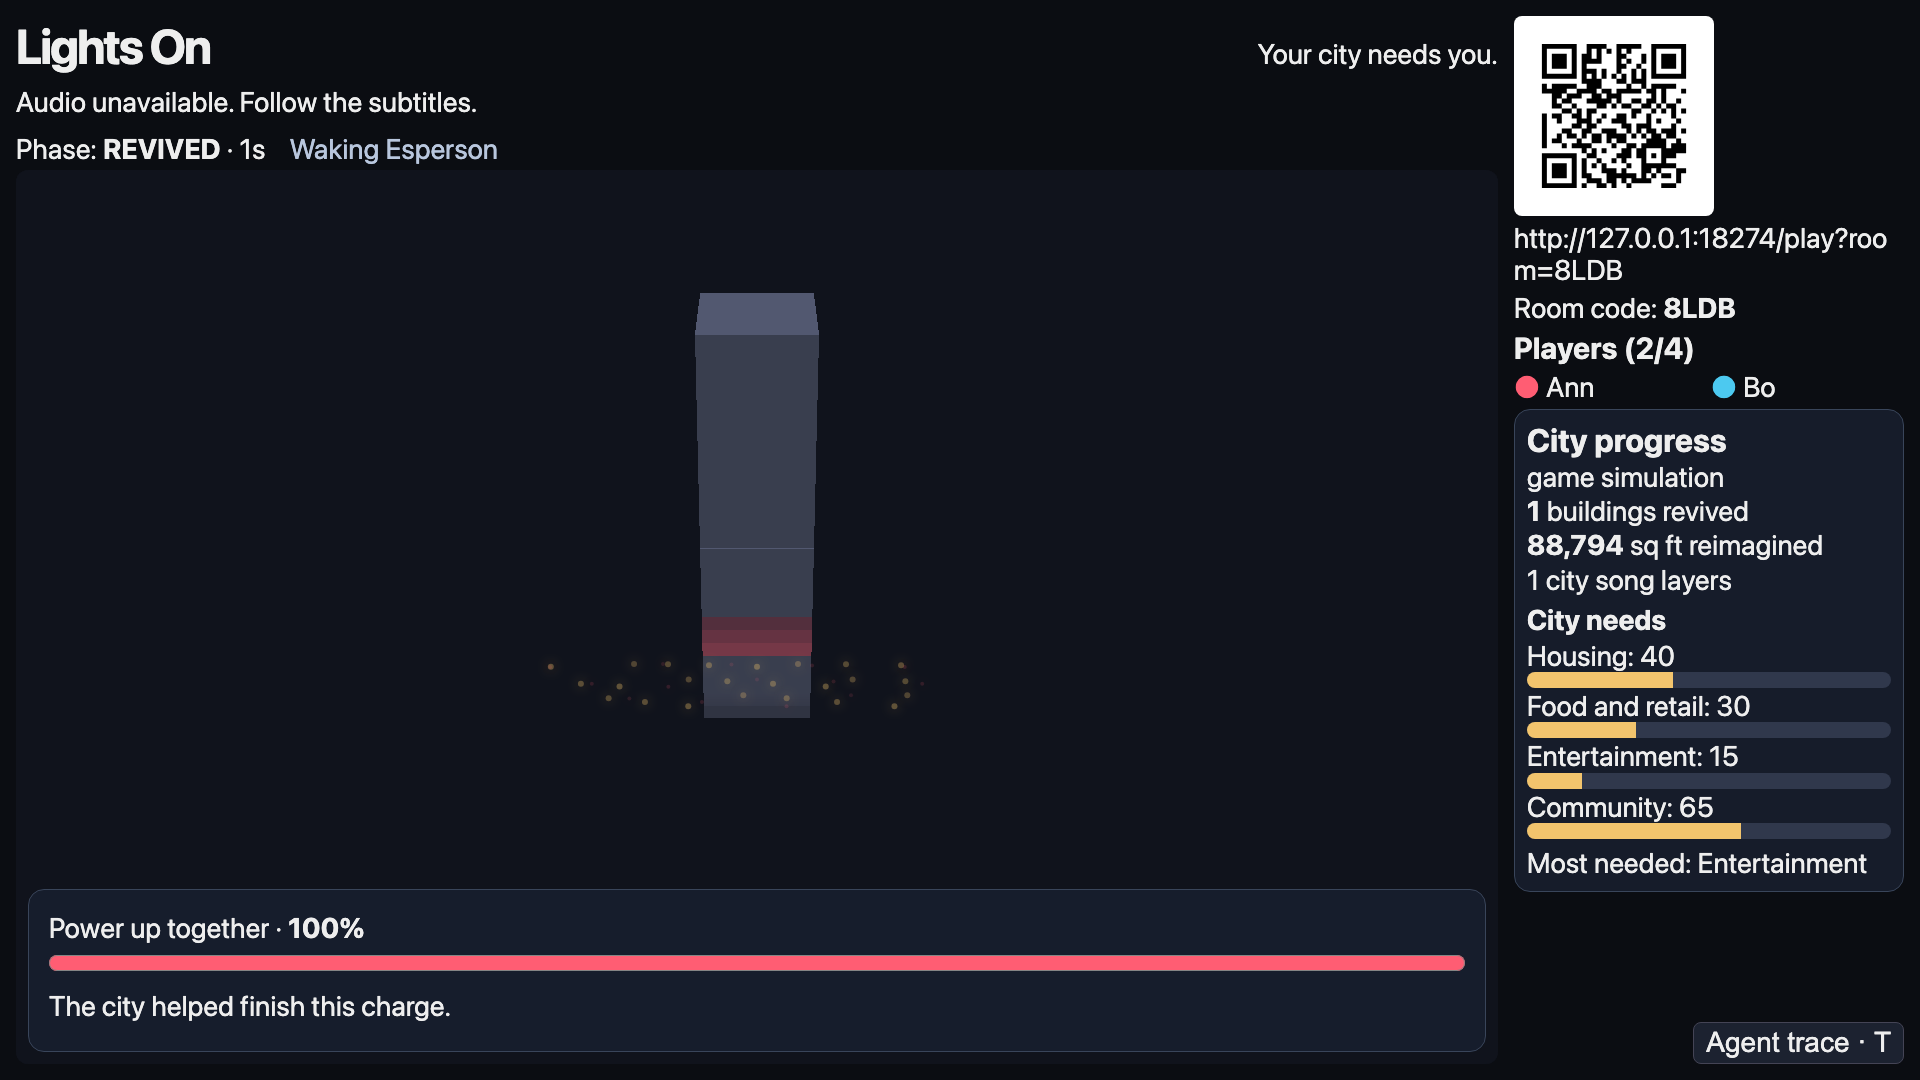 Lights On
Your city needs you.
Audio unavailable. Follow the subtitles.
Phase: REVIVED · 1s Waking Esperson
http://127.0.0.1:18274/play?roo
m=8LDB
Room code: 8LDB
Players (2/4)
Ann Bo
City progress
game simulation
1 buildings revived
88,794 sq ft reimagined
1 city song layers
City needs
Housing: 40
Food and retail: 30
Entertainment: 15
Community: 65
Most needed: Entertainment
Power up together · 100%
The city helped finish this charge.
Agent trace · T